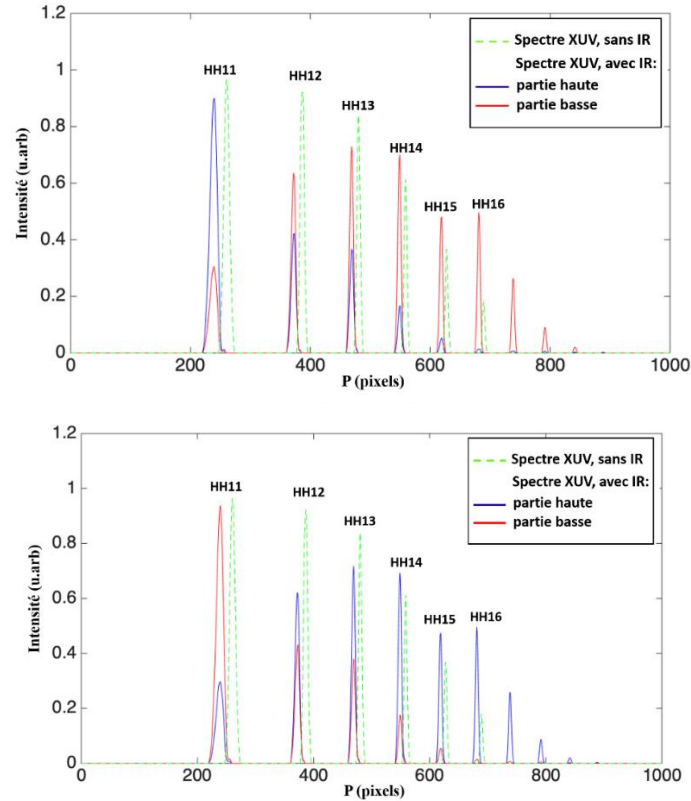 1.2
Spectre XUV, sans IR
Spectre XUV, avec IR:
partie haute
partie basse
1
HH11
HH12
HH13
0.8
HH14
0.6
HH15
HH16
0.4
0.2
0
0 200 400 600 800 1000
P (pixels)
Intensité (u.arb)
1.2
Spectre XUV, sans IR
Spectre XUV, avec IR:
partie haute
partie basse
1
HH11
HH12
HH13
0.8
HH14
0.6
HH15
HH16
0.4
0.2
0
0 200 400 600 800 1000
P (pixels)
Intensité (u.arb)